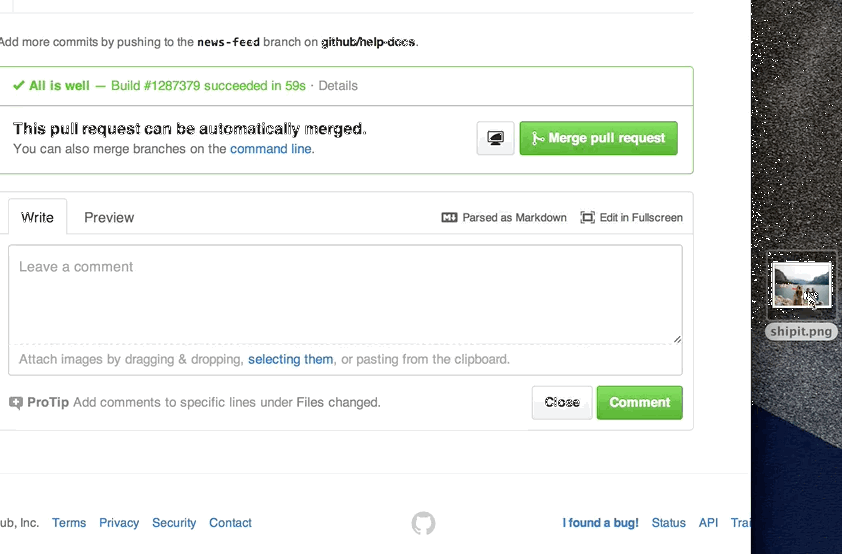 Add more commits by pushing to the news-feed branch on github/help-docs.
All is well — Build #1287379 succeeded in 59s · Details
This pull request can be automatically merged.
You can also merge branches on the command line.
Merge pull request
Write Preview Parsed as Markdown Edit in Fullscreen
Leave a comment
shipit.png
Attach images by dragging & dropping, selecting them, or pasting from the clipboard.
ProTip Add comments to specific lines under Files changed.
Close Comment
ub, Inc. Terms Privacy Security Contact I found a bug! Status API Trai